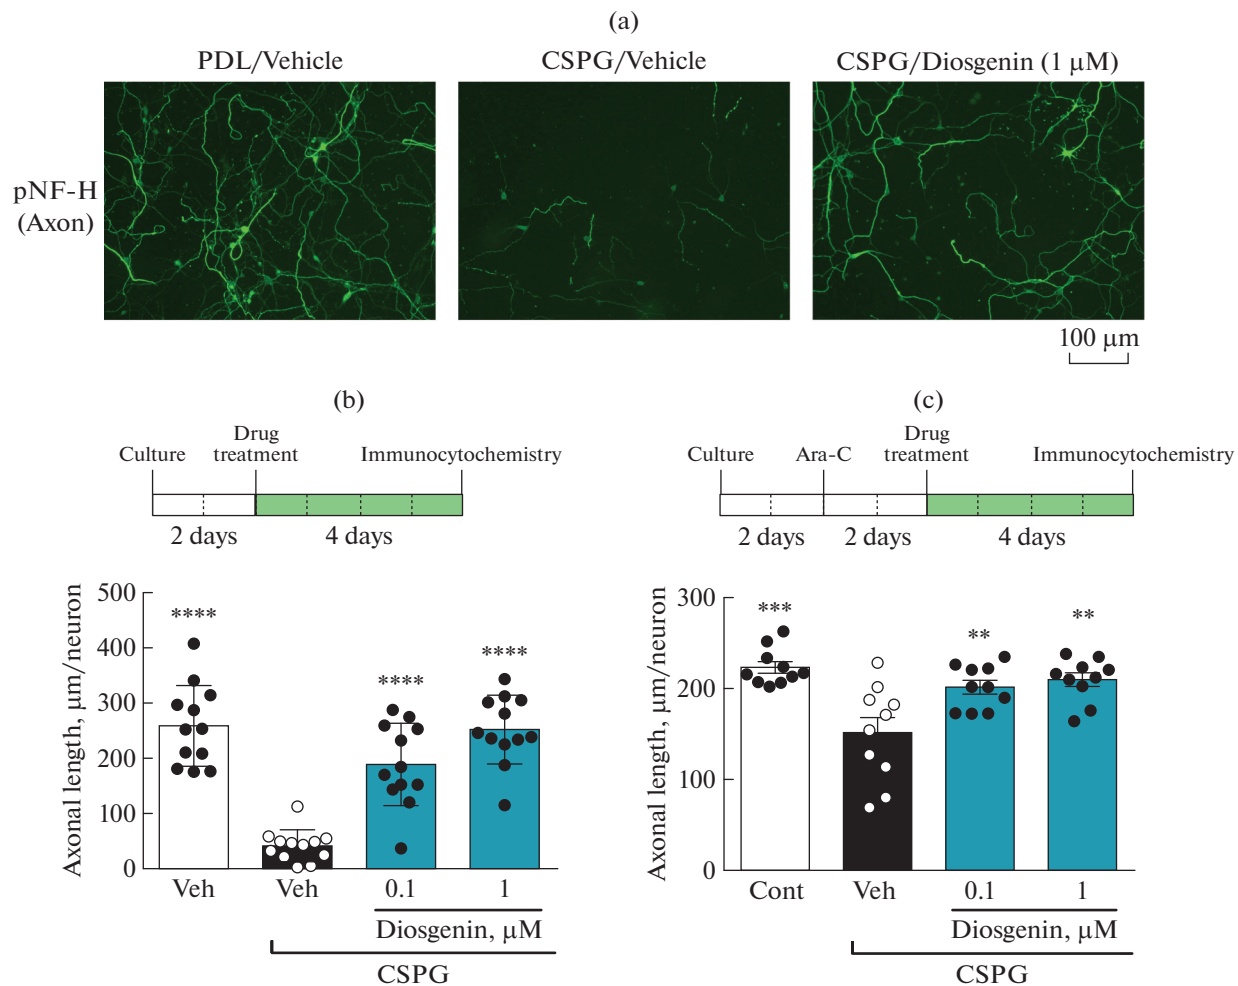 (a)
PDL/Vehicle
CSPG/Vehicle
CSPG/Diosgenin (1 μM)
pNF-H
(Axon)
100 μm
(b)
Culture
Drug
treatment
Immunocytochemistry
2 days
4 days
Axonal length, μm/neuron
500
400
300
200
100
0
****
****
****
Veh
Veh
0.1
1
Diosgenin, μM
CSPG
(c)
Culture
Ara-C
Drug
treatment
Immunocytochemistry
2 days
2 days
4 days
Axonal length, μm/neuron
300
200
100
0
***
**
**
Cont
Veh
0.1
1
Diosgenin, μM
CSPG